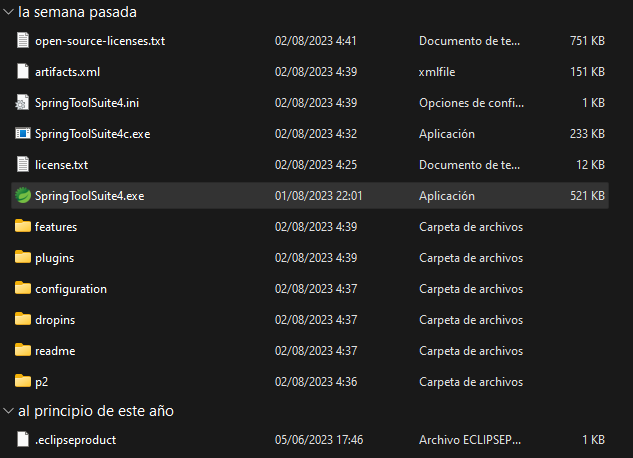 la semana pasada
open-source-licenses.txt 02/08/2023 4:41 Documento de te... 751 KB
artifacts.xml 02/08/2023 4:39 xmlfile 151 KB
SpringToolSuite4.ini 02/08/2023 4:39 Opciones de confi... 1 KB
SpringToolSuite4c.exe 02/08/2023 4:32 Aplicación 233 KB
license.txt 02/08/2023 4:25 Documento de te... 12 KB
SpringToolSuite4.exe 01/08/2023 22:01 Aplicación 521 KB
features 02/08/2023 4:39 Carpeta de archivos
plugins 02/08/2023 4:39 Carpeta de archivos
configuration 02/08/2023 4:37 Carpeta de archivos
dropins 02/08/2023 4:37 Carpeta de archivos
readme 02/08/2023 4:37 Carpeta de archivos
p2 02/08/2023 4:36 Carpeta de archivos
al principio de este año
.eclipseproduct 05/06/2023 17:46 Archivo ECLIPSEP... 1 KB